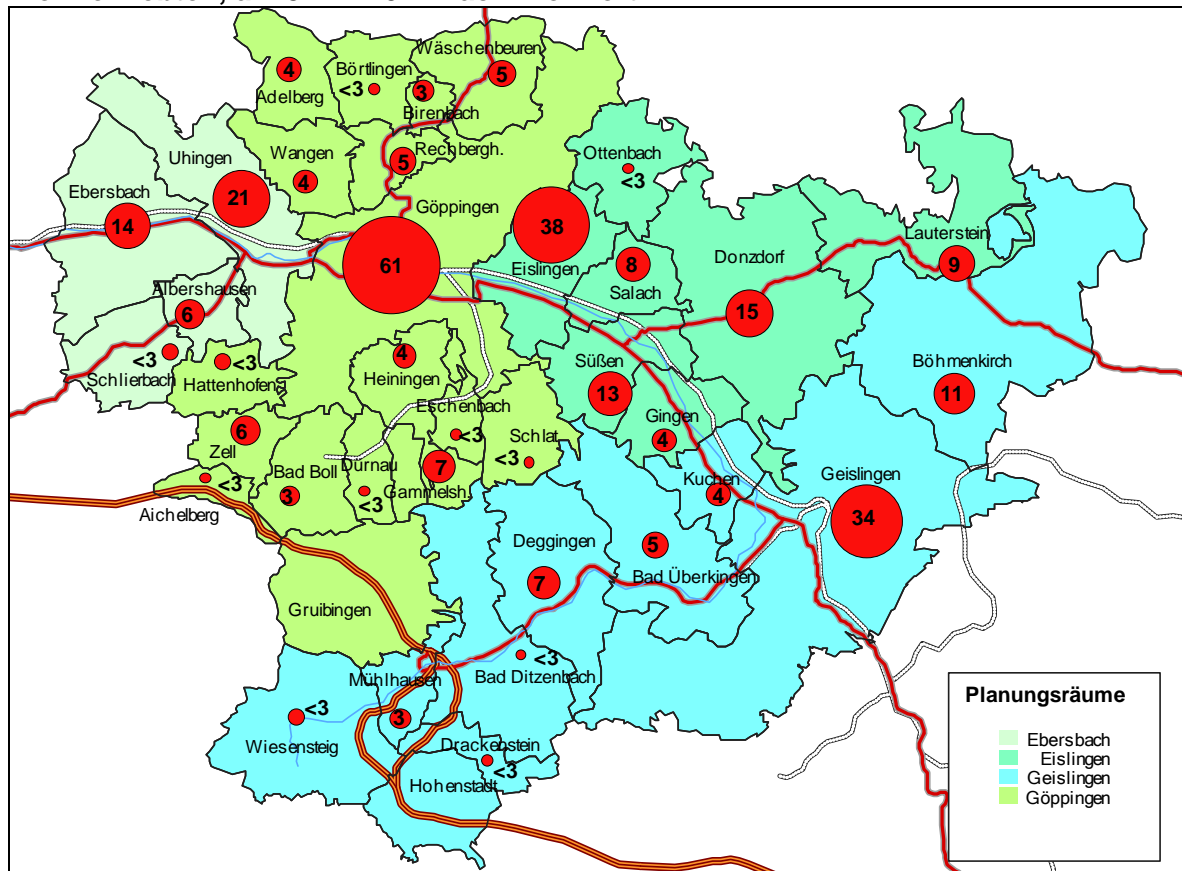 Wäschenbeuren
5
4
Adelberg
Börtlingen
<3
3
Birenbach
Uhingen
21
Wangen
4
Rechbergh.
5
Ottenbach
<3
Ebersbach
14
Göppingen
61
38
Eislingen
8
Salach
Donzdorf
15
Lauterstein
9
Albershausen
6
<3
Schlierbach
<3
Hattenhofens
4
Heiningen
Süßen
13
Böhmenkirch
11
Eschenbach
<3
Gingen
4
Zell
6
<3
Aichelberg
Bad Boll
3
Dürnau
<3
7
Gammelsh.
Schlat
<3
Kuchen
4
Geislingen
34
Deggingen
7
5
Bad Überkingen
Gruibingen
Mühlhausen
3
<3
Bad Ditzenbach
<3
Wiesensteig
Drackenstein
<3
Hohenstadt
Planungsräume
Ebersbach
Eislingen
Geislingen
Göppingen